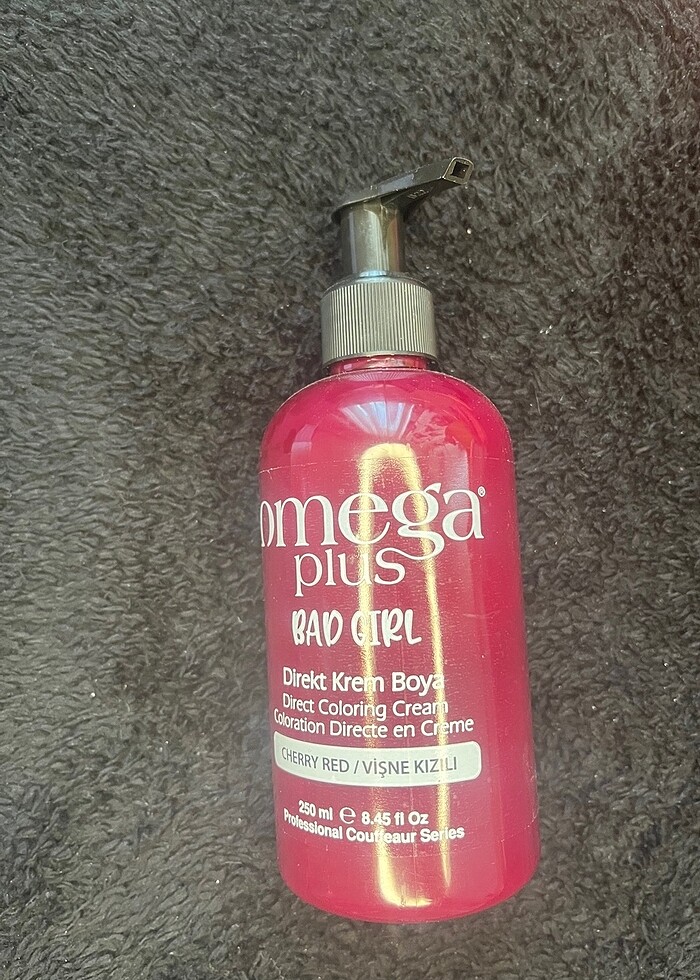 omega®
plus
BAD GIRL
Direkt Krem Boya
Direct Coloring Cream
Coloration Directe en Creme
CHERRY RED / VİŞNE KIZILI
250 ml ℮ 8.45 fl Oz
Professional Couffeaur Series